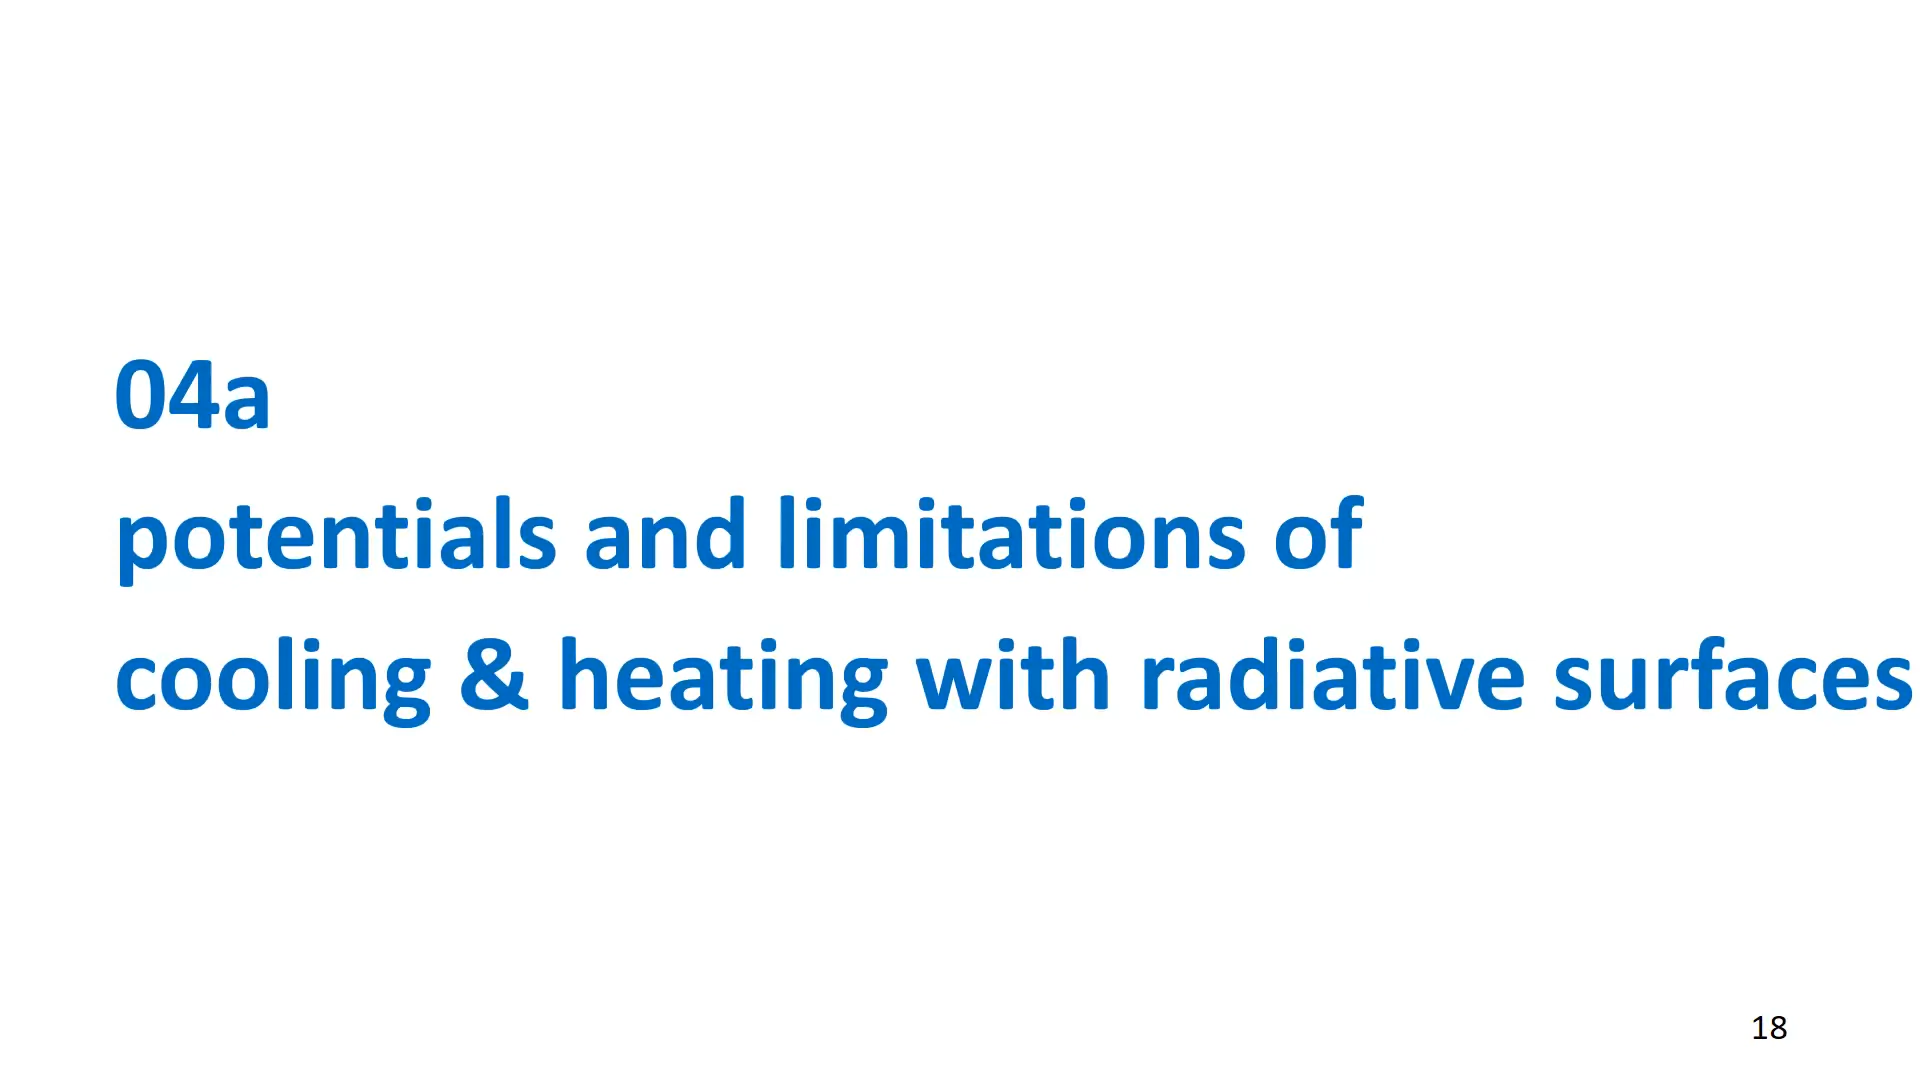 04a
potentials and limitations of
cooling & heating with radiative surfaces
18